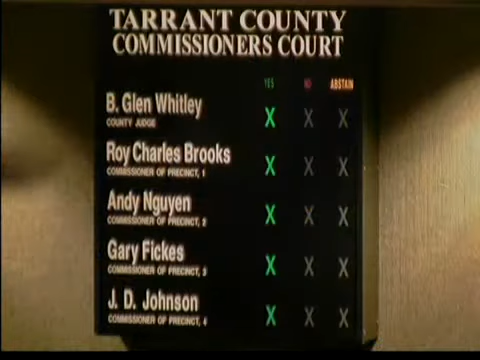 TARRANT COUNTY
COMMISSIONERS COURT
YES NO ABSTAIN
B. Glen Whitley X X X
COUNTY JUDGE
Roy Charles Brooks X X X
COMMISSIONER OF PRECINCT, 1
Andy Nguyen X X X
COMMISSIONER OF PRECINCT, 2
Gary Fickes X X X
COMMISSIONER OF PRECINCT, 3
J. D. Johnson X X X
COMMISSIONER OF PRECINCT, 4